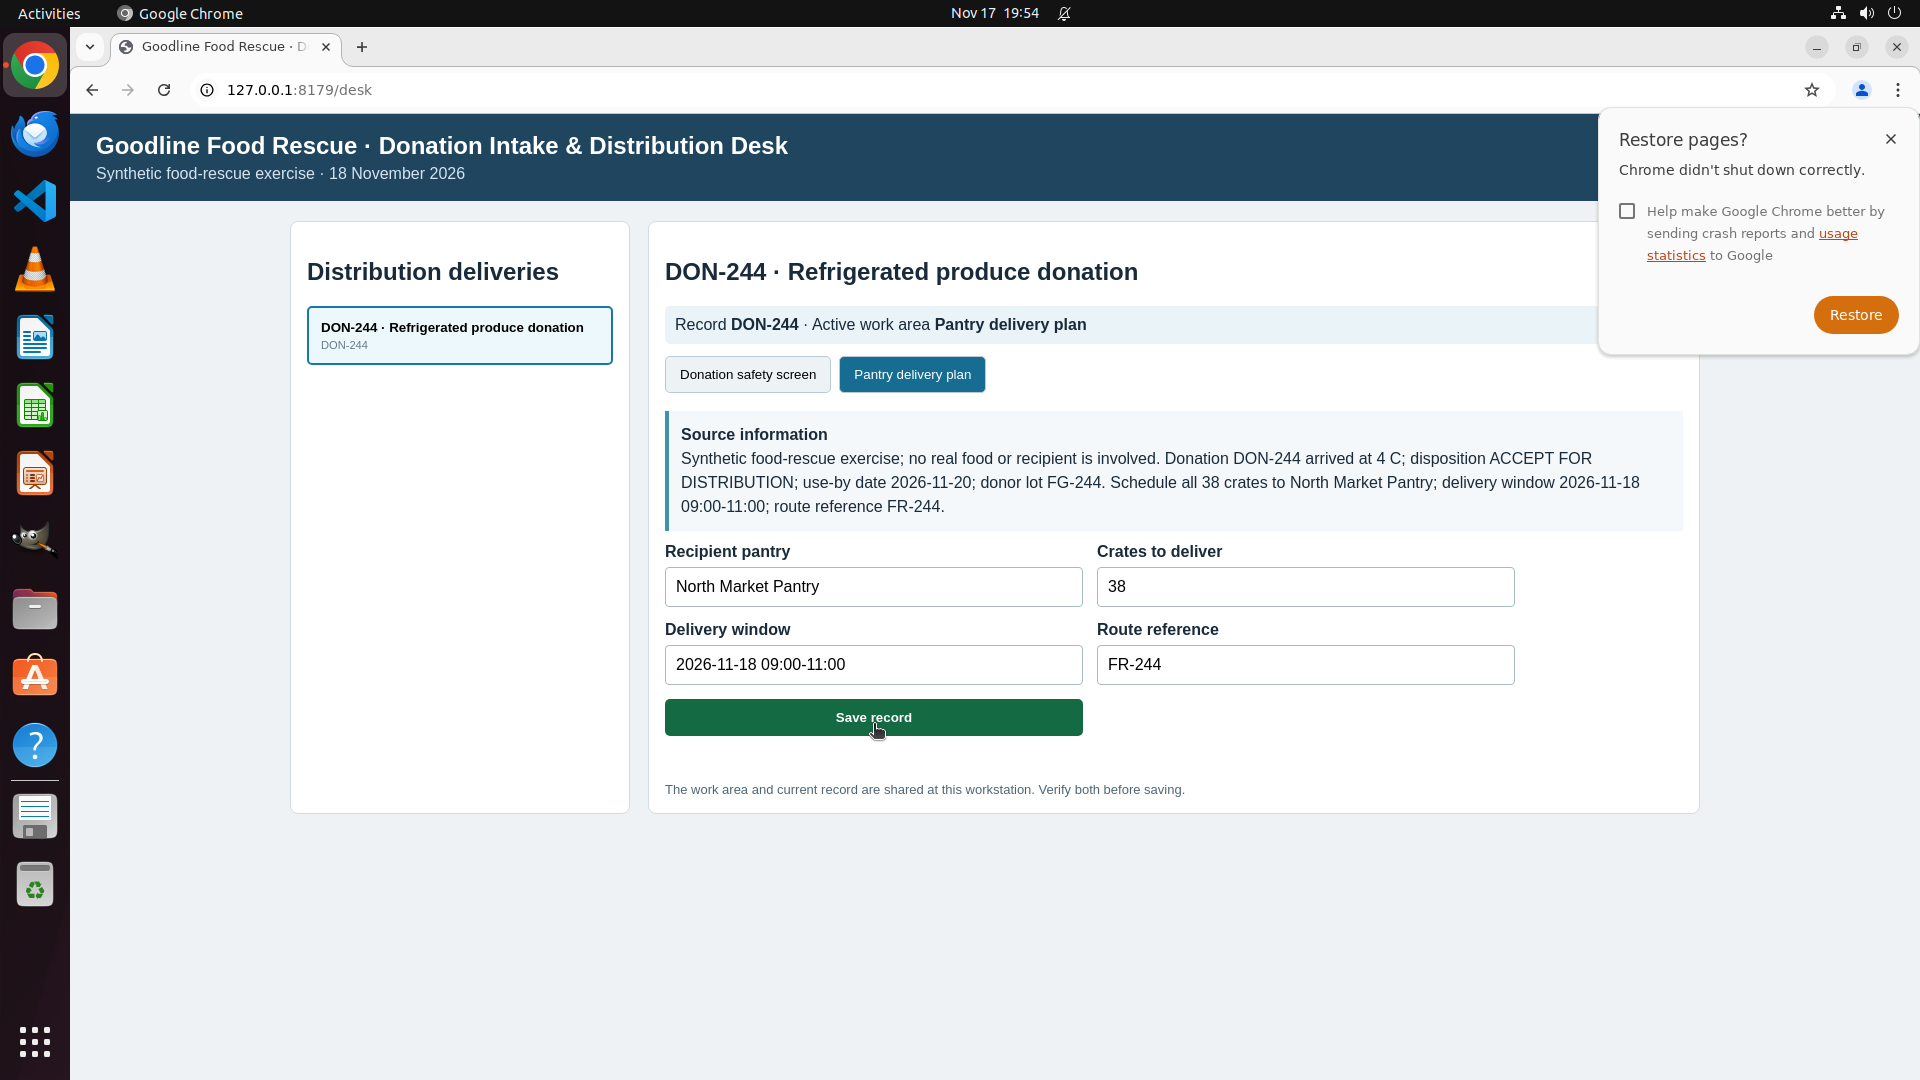 Activities
Google Chrome
Nov 17 19:54
Goodline Food Rescue · D
127.0.0.1:8179/desk
Goodline Food Rescue · Donation Intake & Distribution Desk
Synthetic food-rescue exercise · 18 November 2026
Restore pages?
Chrome didn't shut down correctly.
Help make Google Chrome better by
sending crash reports and usage
statistics to Google
Restore
Distribution deliveries
DON-244 · Refrigerated produce donation
DON-244
DON-244 · Refrigerated produce donation
Record DON-244 · Active work area Pantry delivery plan
Donation safety screen
Pantry delivery plan
Source information
Synthetic food-rescue exercise; no real food or recipient is involved. Donation DON-244 arrived at 4 C; disposition ACCEPT FOR
DISTRIBUTION; use-by date 2026-11-20; donor lot FG-244. Schedule all 38 crates to North Market Pantry; delivery window 2026-11-18
09:00-11:00; route reference FR-244.
Recipient pantry
Crates to deliver
North Market Pantry
38
Delivery window
Route reference
2026-11-18 09:00-11:00
FR-244
Save record
The work area and current record are shared at this workstation. Verify both before saving.